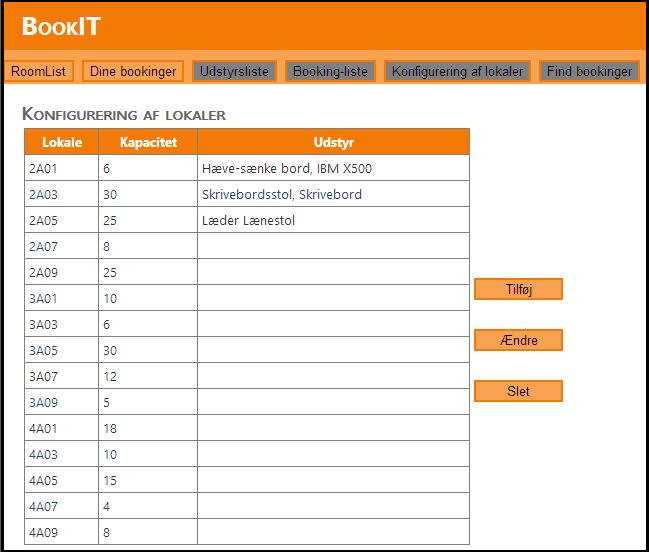 BookIT
RoomList Dine bookinger Udstyrsliste Booking-liste Konfigurering af lokaler Find bookinger
Konfigurering af lokaler
Lokale Kapacitet Udstyr
2A01 6 Hæve-sænke bord, IBM X500
2A03 30 Skrivebordsstol, Skrivebord
2A05 25 Læder Lænestol
2A07 8
2A09 25
3A01 10
3A03 6
3A05 30
3A07 12
3A09 5
4A01 18
4A03 10
4A05 15
4A07 4
4A09 8
Tilføj
Ændre
Slet